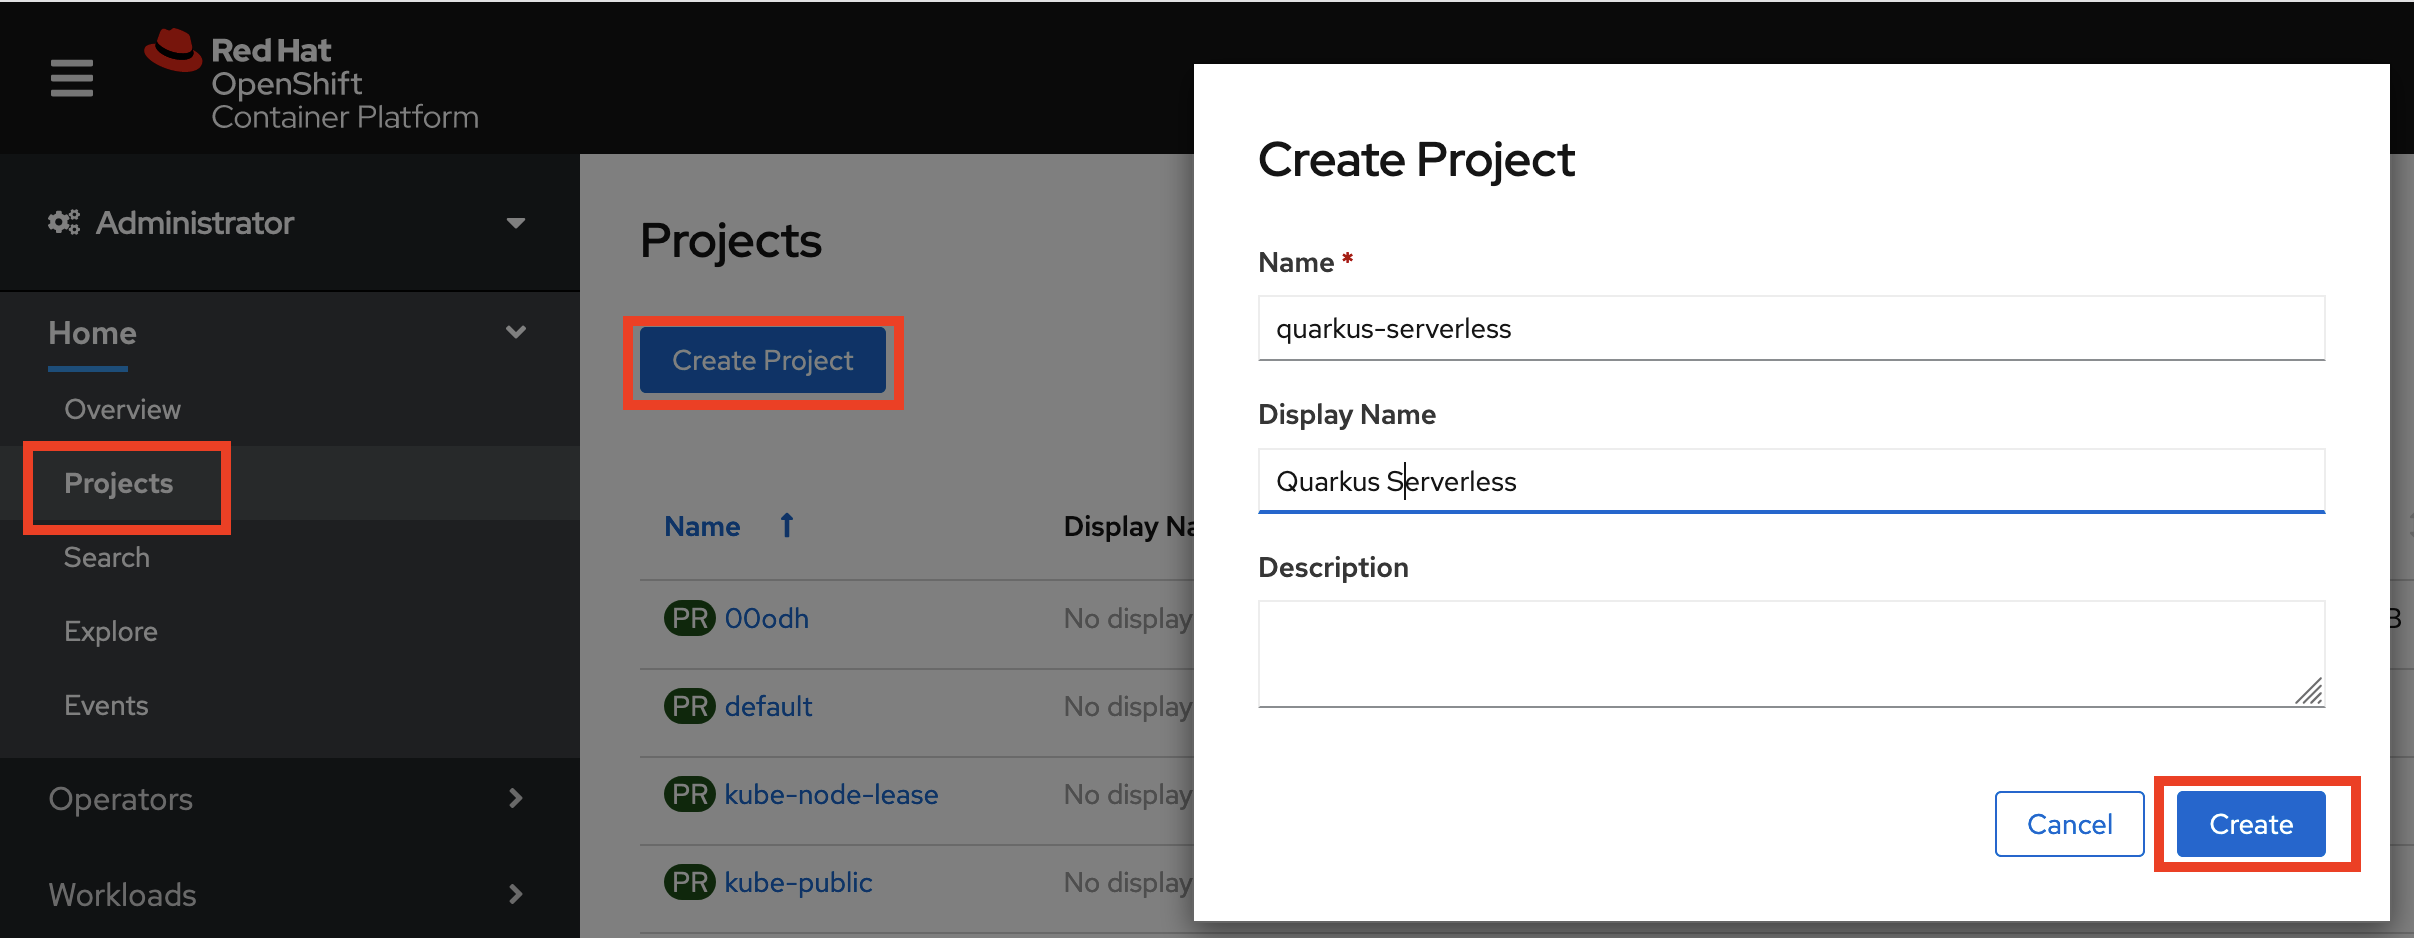 Red Hat
OpenShift
Container Platform
Administrator
Home
Overview
Projects
Search
Explore
Events
Operators
Workloads
Projects
Create Project
Name ↑ Display Na
PR 00odh No display
PR default No display
PR kube-node-lease No display
PR kube-public No display
Create Project
Name *
quarkus-serverless
Display Name
Quarkus Serverless
Description
Cancel Create